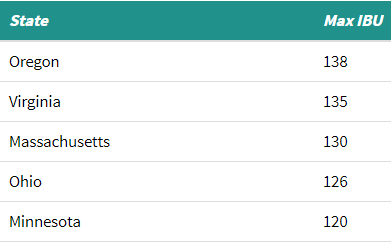 State Max IBU
Oregon 138
Virginia 135
Massachusetts 130
Ohio 126
Minnesota 120